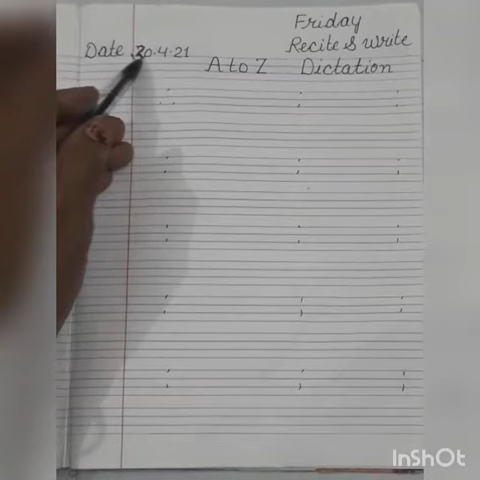 Friday
Recite & write
Date 30.4.21
A to Z Dictation
InShOt